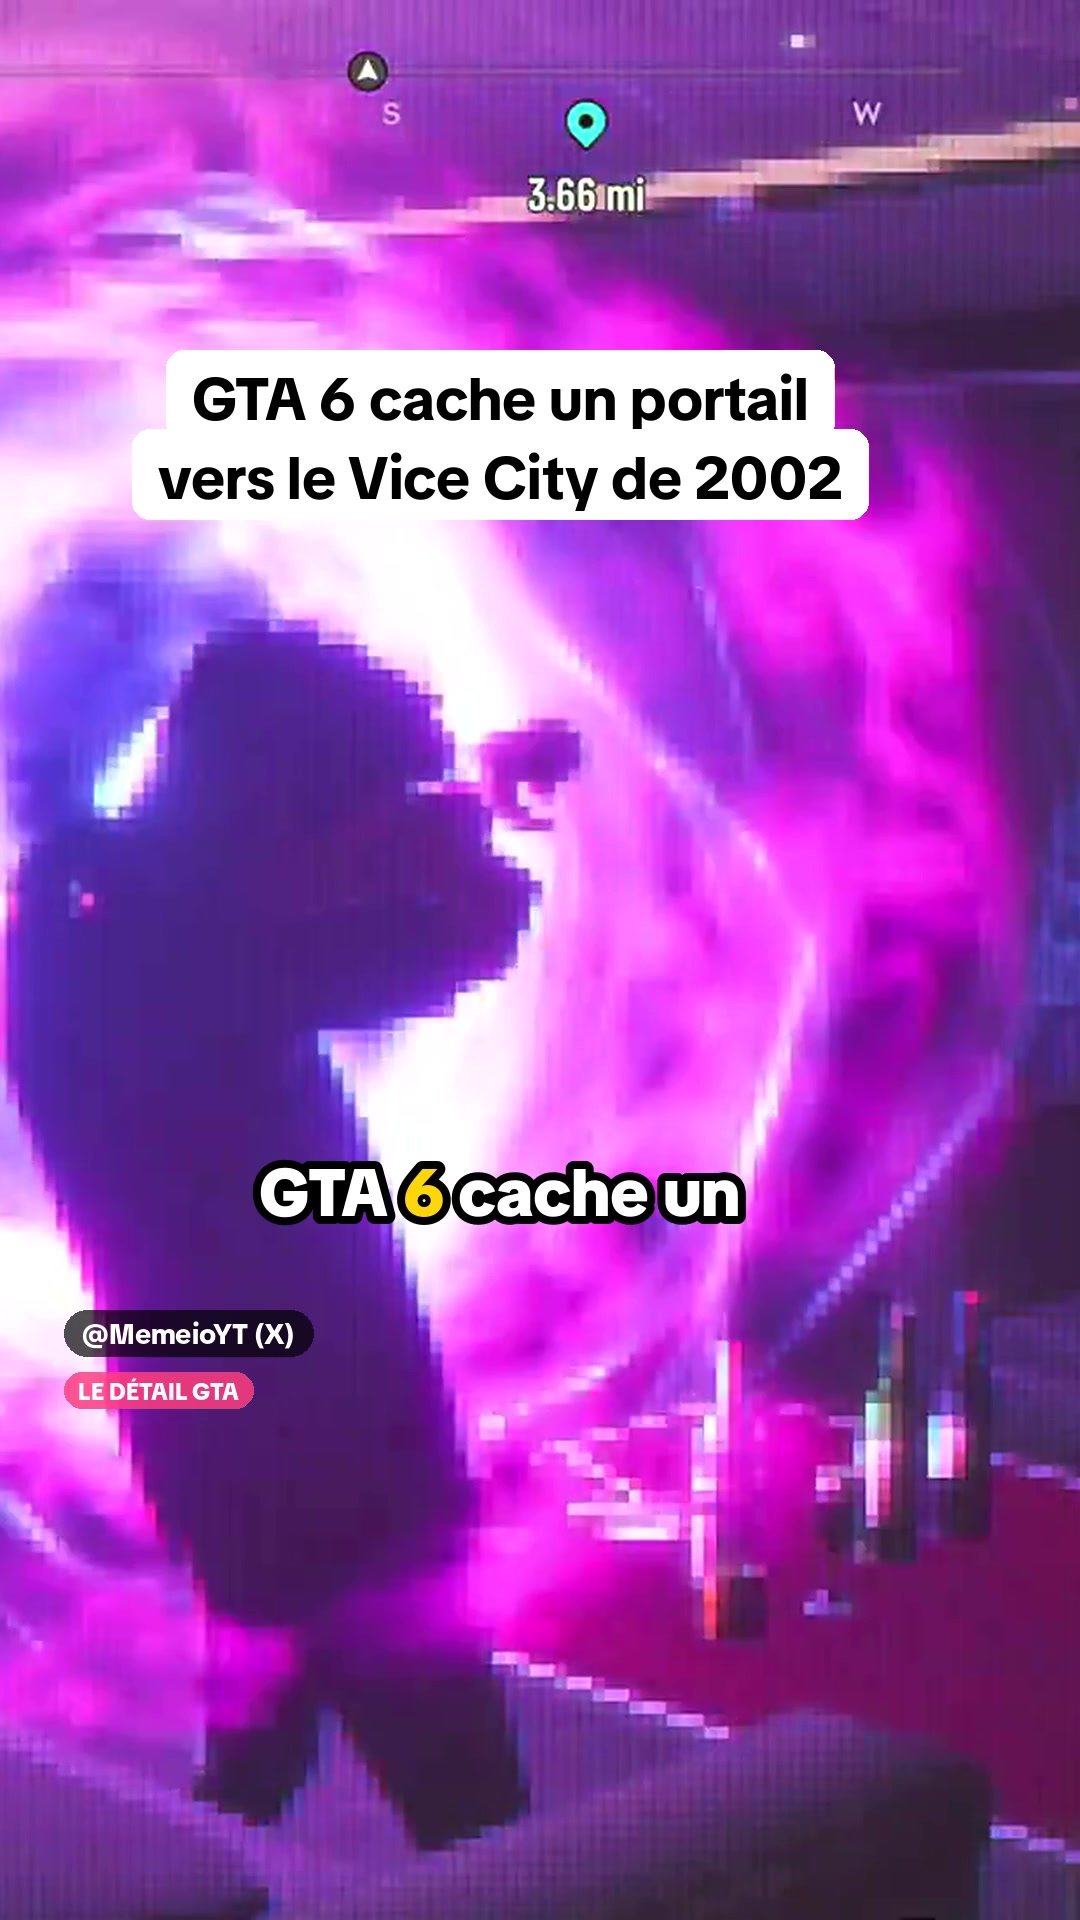 S
W
3.66 mi
GTA 6 cache un portail
vers le Vice City de 2002
GTA 6 cache un
@MemeioYT (X)
LE DÉTAIL GTA